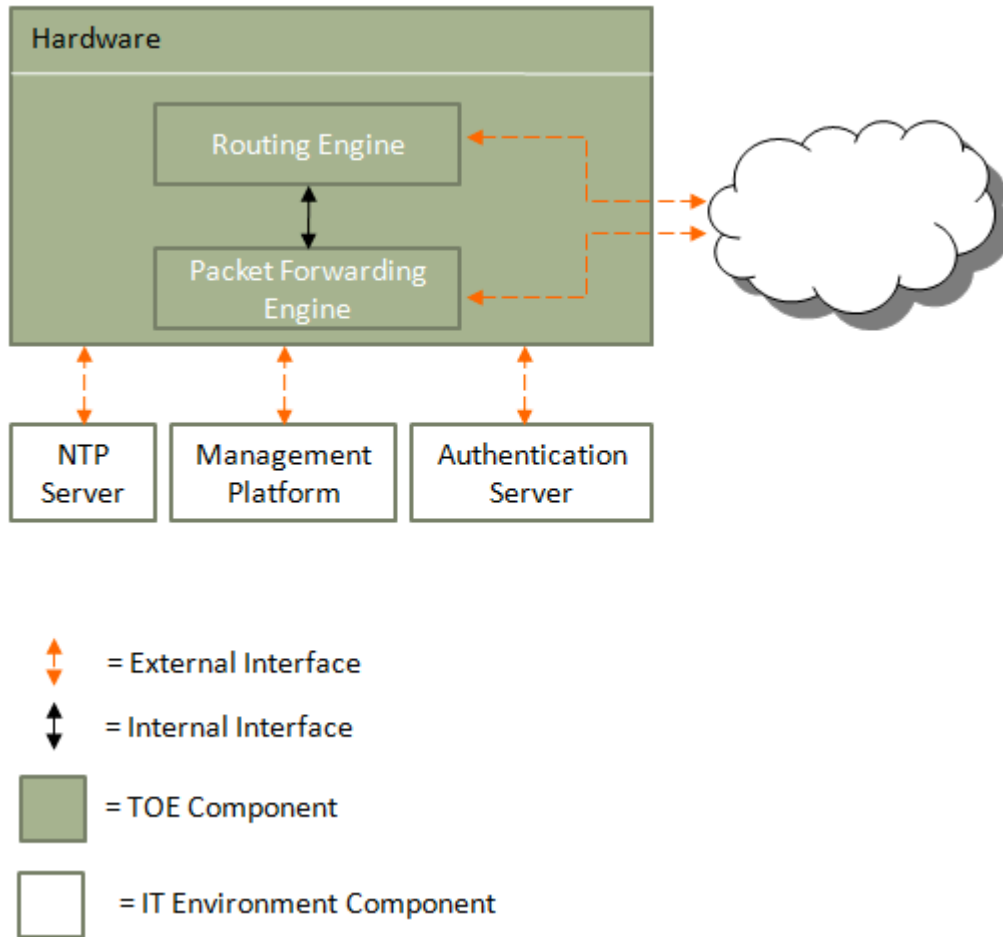 Hardware
Routing Engine
Packet Forwarding
Engine
NTP
Server
Management
Platform
Authentication
Server
= External Interface
= Internal Interface
= TOE Component
= IT Environment Component